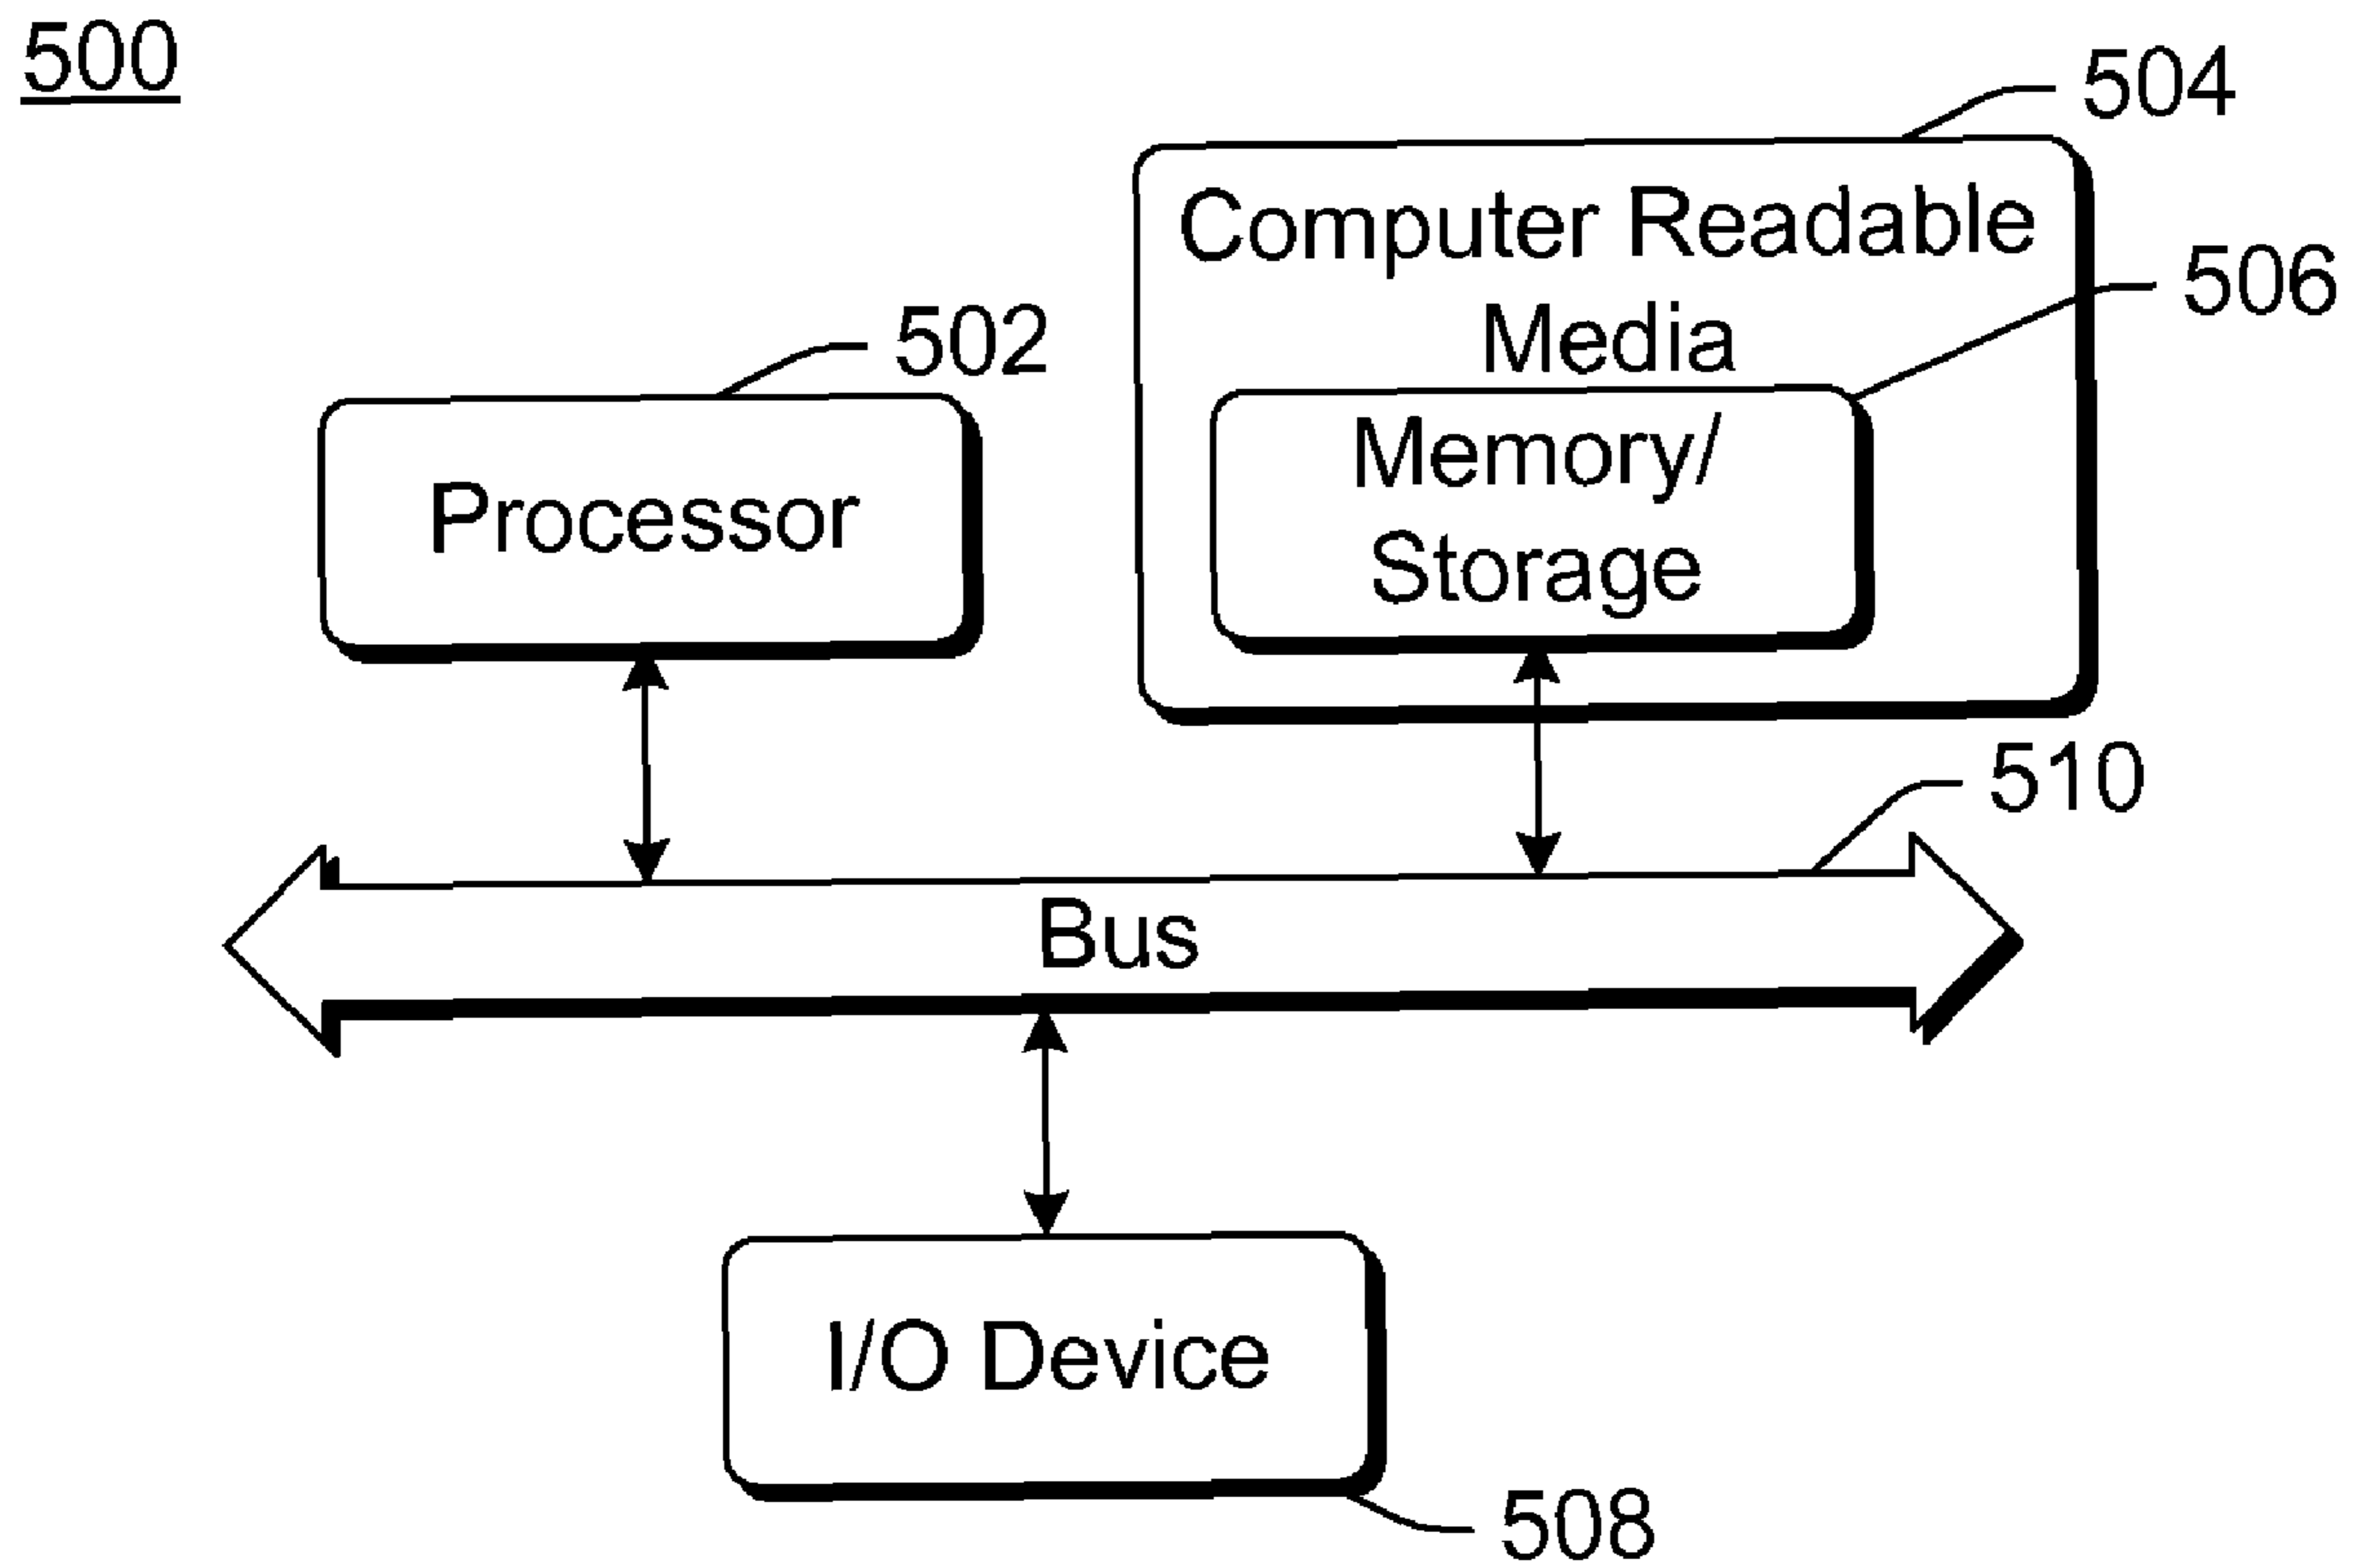 500
504
Computer Readable
Media
506
502
Memory/
Storage
Processor
510
Bus
I/O Device
508